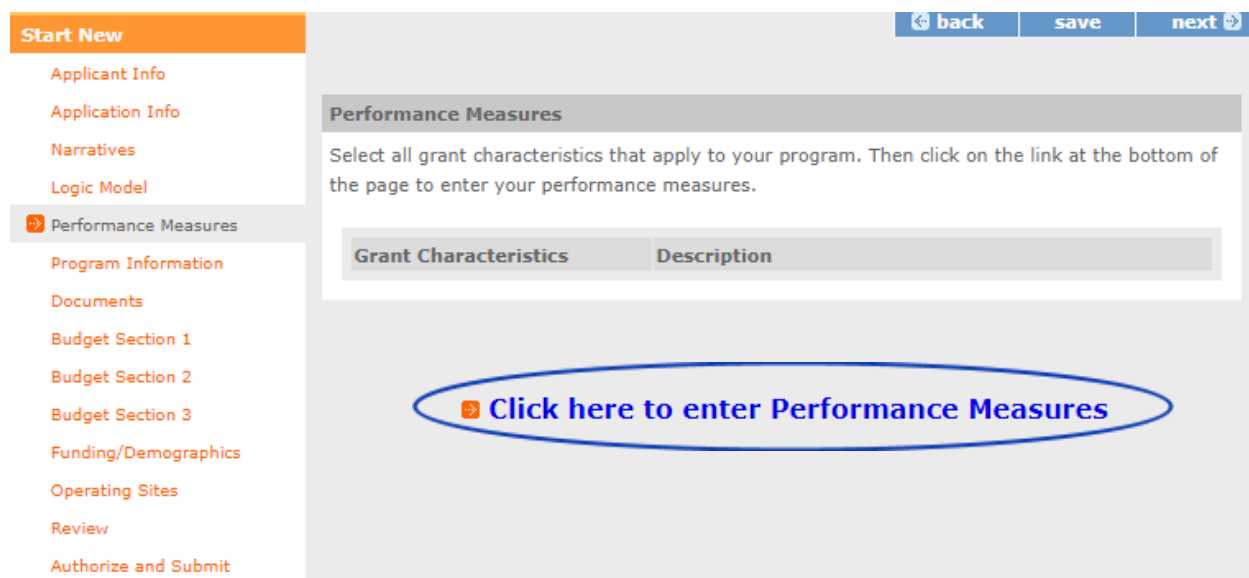 Start New
back save next
Applicant Info
Application Info
Narratives
Logic Model
Performance Measures
Program Information
Documents
Budget Section 1
Budget Section 2
Budget Section 3
Funding/Demographics
Operating Sites
Review
Authorize and Submit
Performance Measures
Select all grant characteristics that apply to your program. Then click on the link at the bottom of
the page to enter your performance measures.
Grant Characteristics Description
Click here to enter Performance Measures